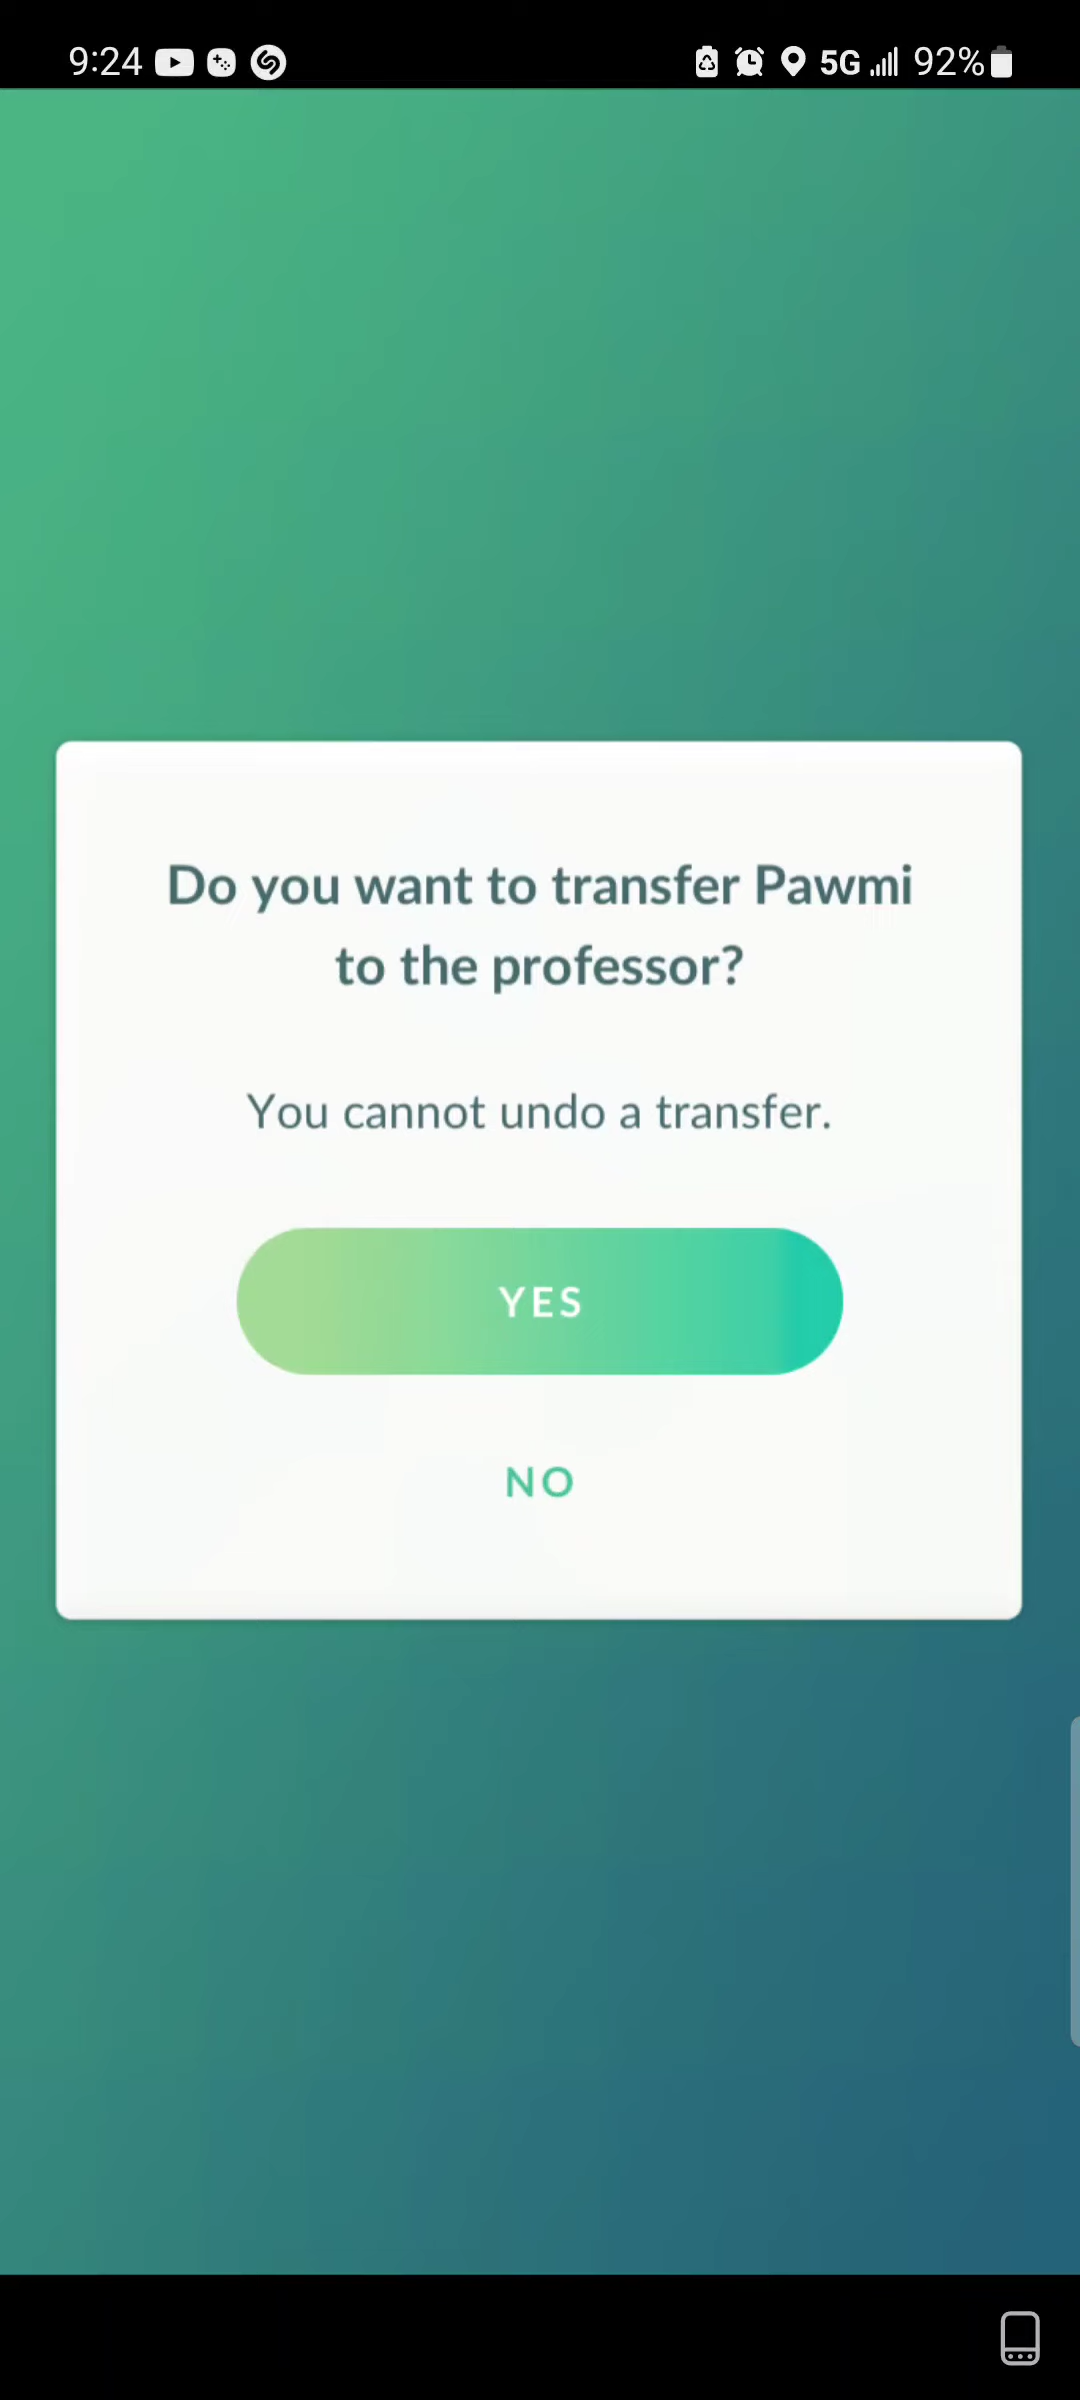 9:24 5G 92%
Do you want to transfer Pawmi
to the professor?
You cannot undo a transfer.
YES
NO